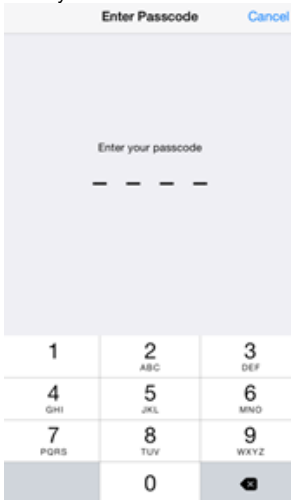 Enter Passcode Cancel
Enter your passcode
1 2 3
ABC DEF
4 5 6
GHI JKL MNO
7 8 9
PQRS TUV WXYZ
0